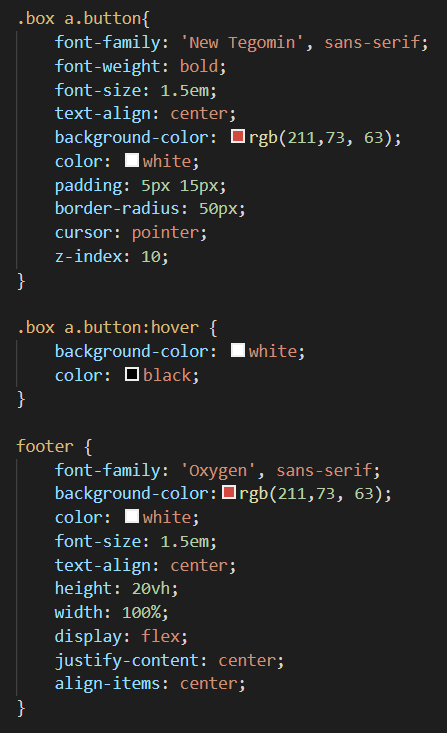 .box a.button{
    font-family: 'New Tegomin', sans-serif;
    font-weight: bold;
    font-size: 1.5em;
    text-align: center;
    background-color: rgb(211,73, 63);
    color: white;
    padding: 5px 15px;
    border-radius: 50px;
    cursor: pointer;
    z-index: 10;
}

.box a.button:hover {
    background-color: white;
    color: black;
}

footer {
    font-family: 'Oxygen', sans-serif;
    background-color:rgb(211,73, 63);
    color: white;
    font-size: 1.5em;
    text-align: center;
    height: 20vh;
    width: 100%;
    display: flex;
    justify-content: center;
    align-items: center;
}